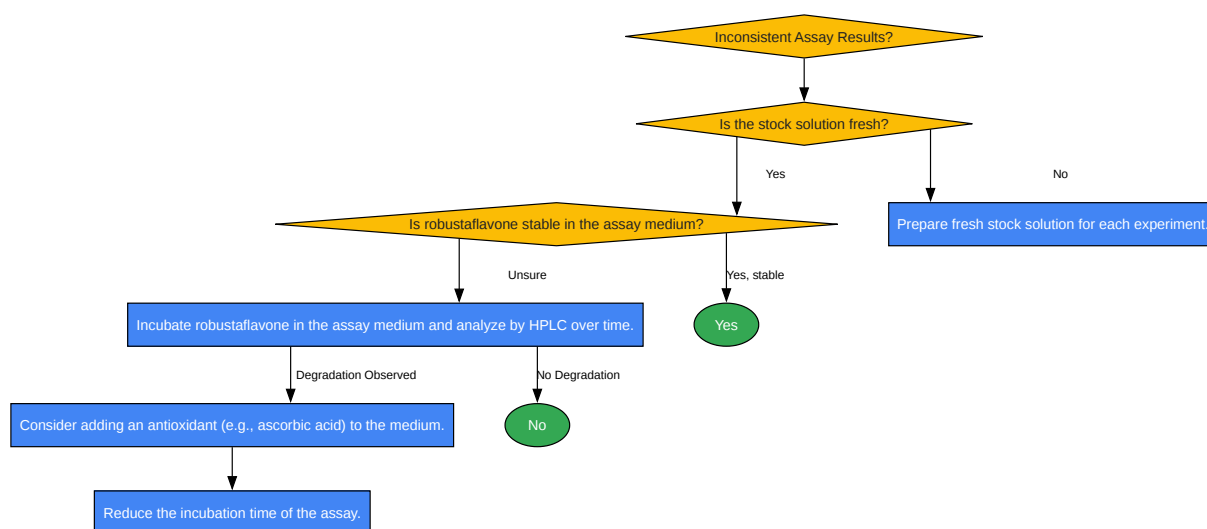 Inconsistent Assay Results?
Is the stock solution fresh?
Yes
No
Is robustaflavone stable in the assay medium?
Prepare fresh stock solution for each experiment.
Unsure
Yes, stable
Incubate robustaflavone in the assay medium and analyze by HPLC over time.
Yes
Degradation Observed
No Degradation
Consider adding an antioxidant (e.g., ascorbic acid) to the medium.
No
Reduce the incubation time of the assay.